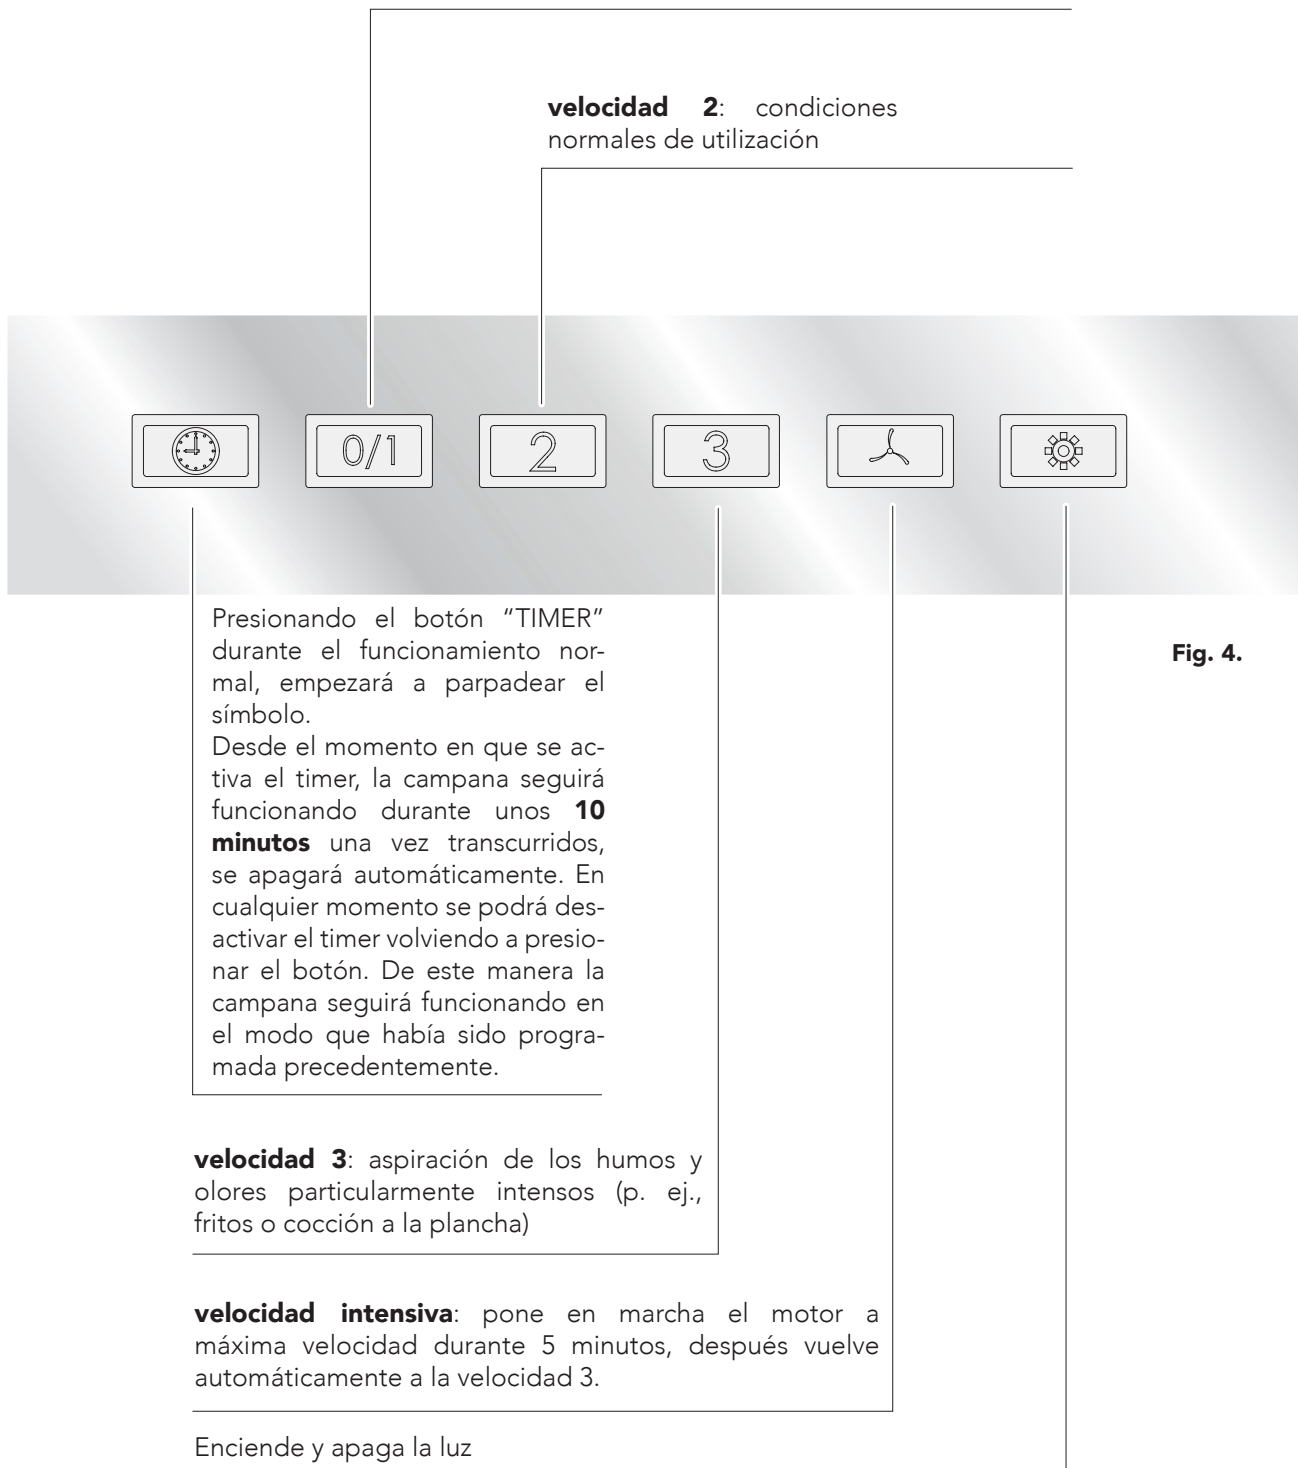 velocidad 2: condiciones
normales de utilización
0/1 2 3
Presionando el botón “TIMER”
durante el funcionamiento nor-
mal, empezará a parpadear el
símbolo.
Desde el momento en que se ac-
tiva el timer, la campana seguirá
funcionando durante unos 10
minutos una vez transcurridos,
se apagará automáticamente. En
cualquier momento se podrá des-
activar el timer volviendo a presio-
nar el botón. De este manera la
campana seguirá funcionando en
el modo que había sido progra-
mada precedentemente.
Fig. 4.
velocidad 3: aspiración de los humos y
olores particularmente intensos (p. ej.,
fritos o cocción a la plancha)
velocidad intensiva: pone en marcha el motor a
máxima velocidad durante 5 minutos, después vuelve
automáticamente a la velocidad 3.
Enciende y apaga la luz